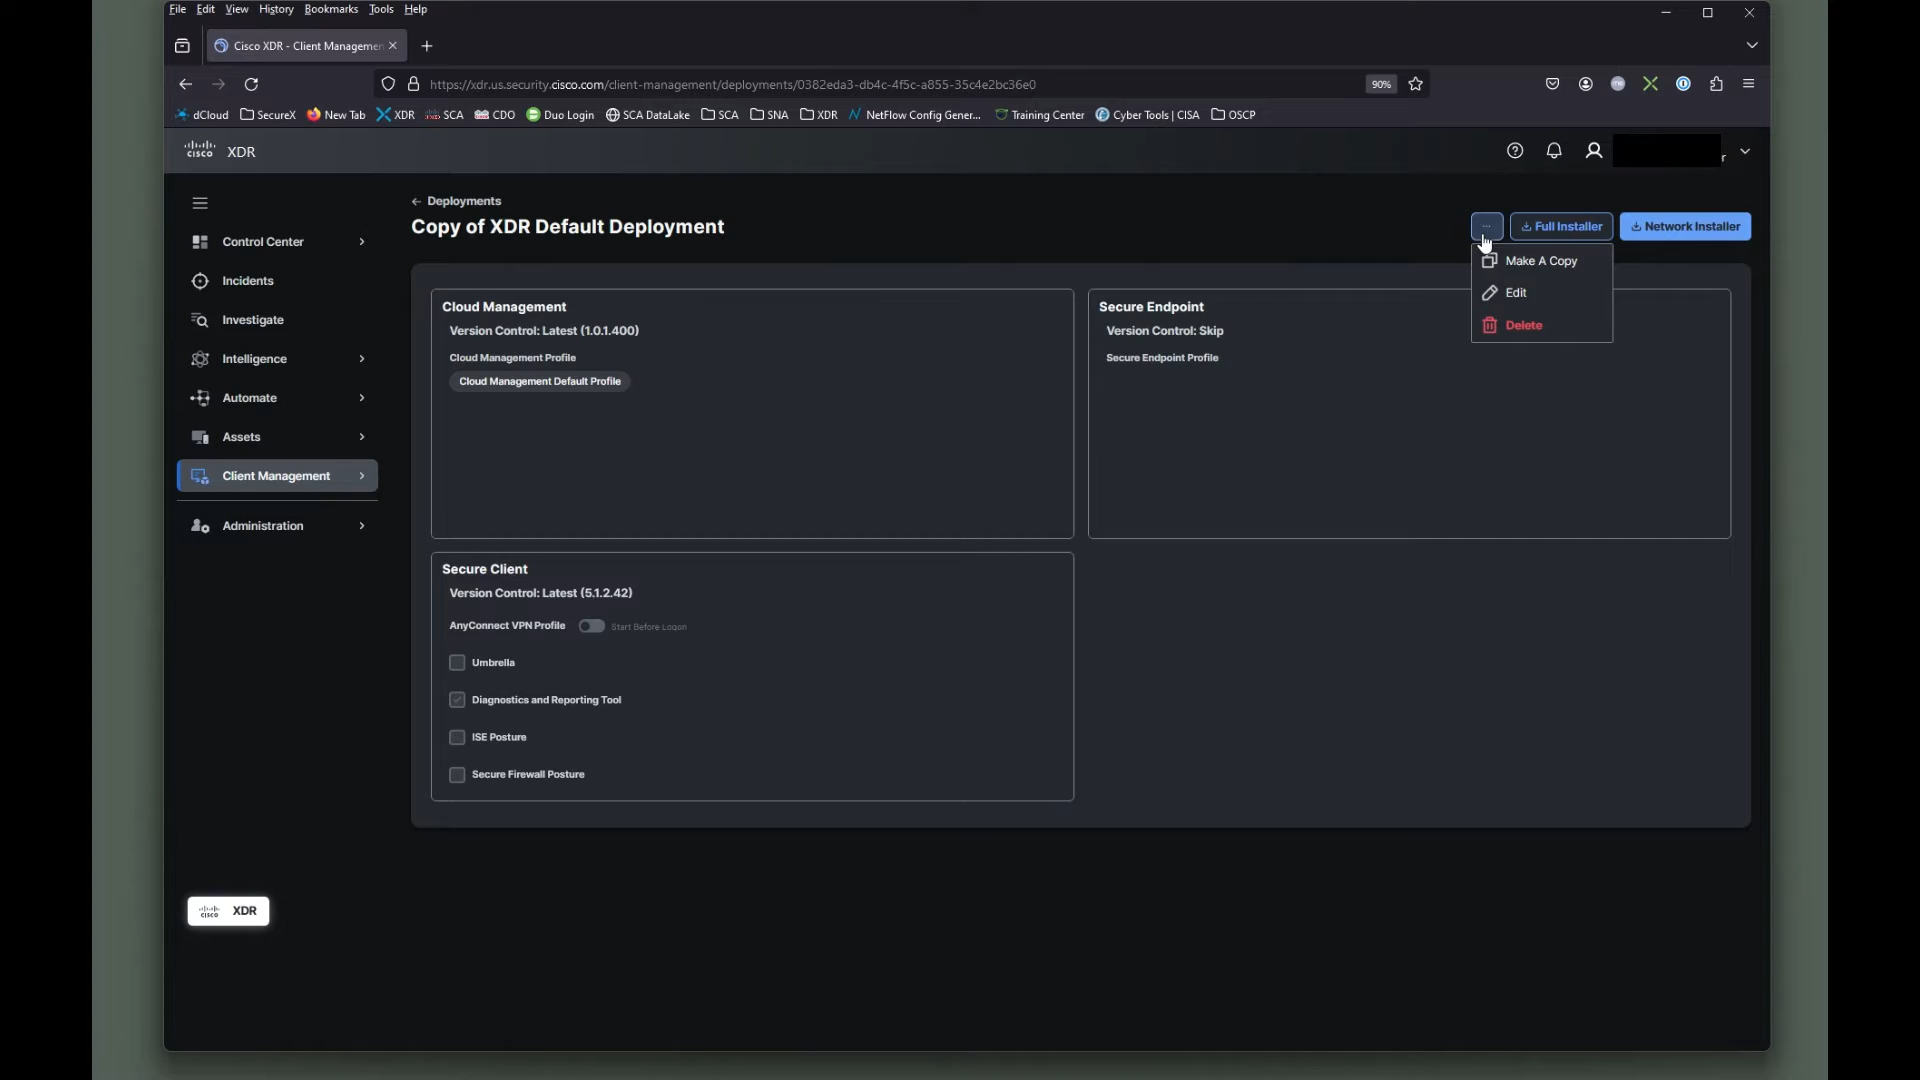 File Edit View History Bookmarks Tools Help
Cisco XDR - Client Managemen
https://xdr.us.security.cisco.com/client-management/deployments/0382eda3-db4c-4f5c-a855-35c4e2bc36e0
90%
dCloud SecureX New Tab XDR SCA CDO Duo Login SCA DataLake SCA SNA XDR NetFlow Config Gener... Training Center Cyber Tools | CISA OSCP
CISCO XDR
Deployments
Copy of XDR Default Deployment
... Full Installer Network Installer
Make A Copy
Edit
Delete
Control Center
Incidents
Investigate
Intelligence
Automate
Assets
Client Management
Administration
Cloud Management
Version Control: Latest (1.0.1.400)
Cloud Management Profile
Cloud Management Default Profile
Secure Endpoint
Version Control: Skip
Secure Endpoint Profile
Secure Client
Version Control: Latest (5.1.2.42)
AnyConnect VPN Profile Start Before Logon
Umbrella
Diagnostics and Reporting Tool
ISE Posture
Secure Firewall Posture
CISCO XDR